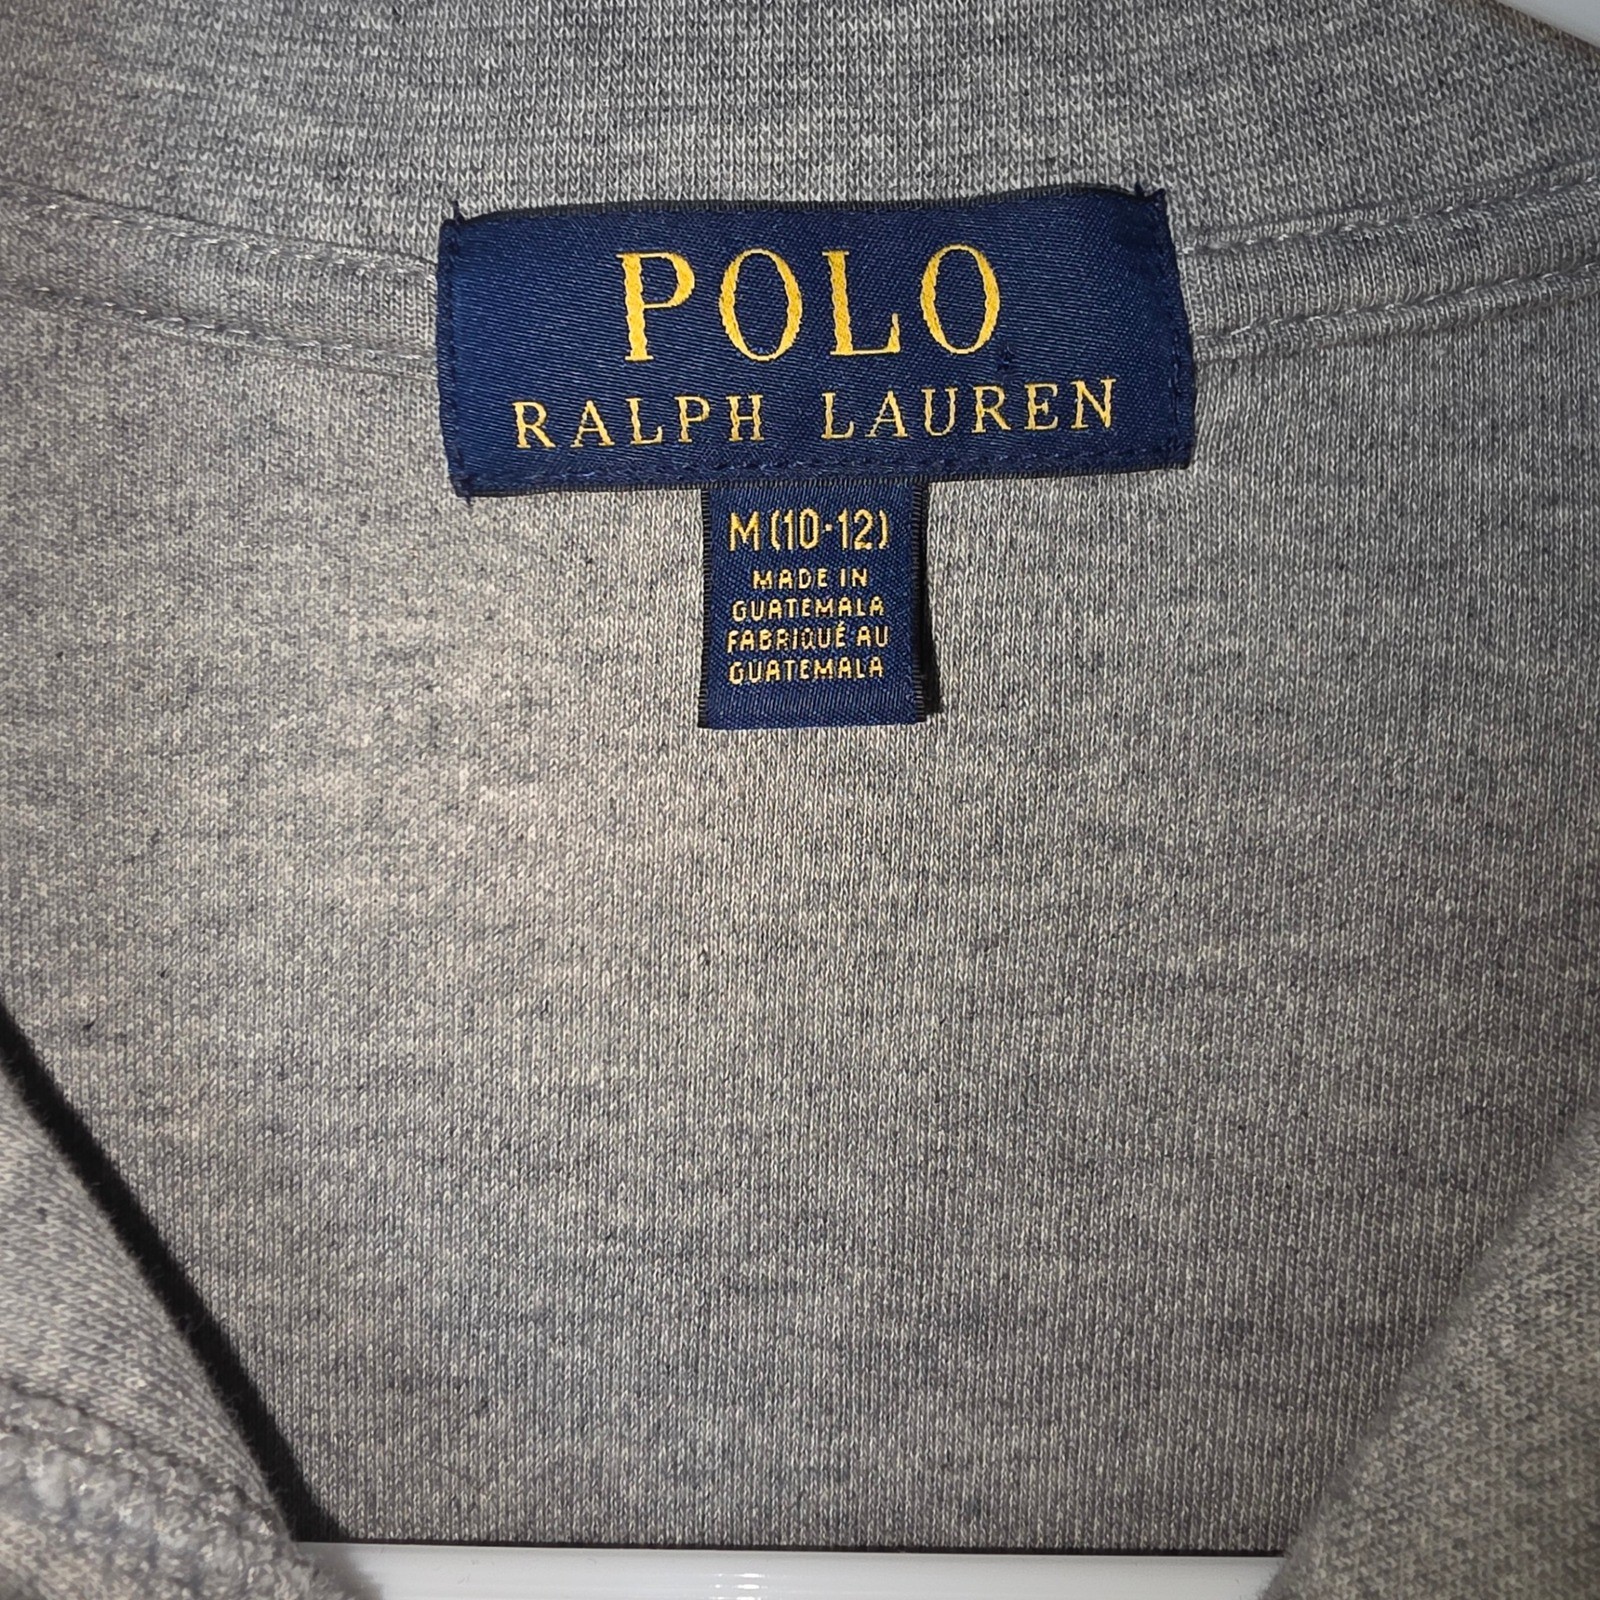 POLO
RALPH LAUREN
M (10-12)
MADE IN
GUATEMALA
FABRIQUÉ AU
GUATEMALA